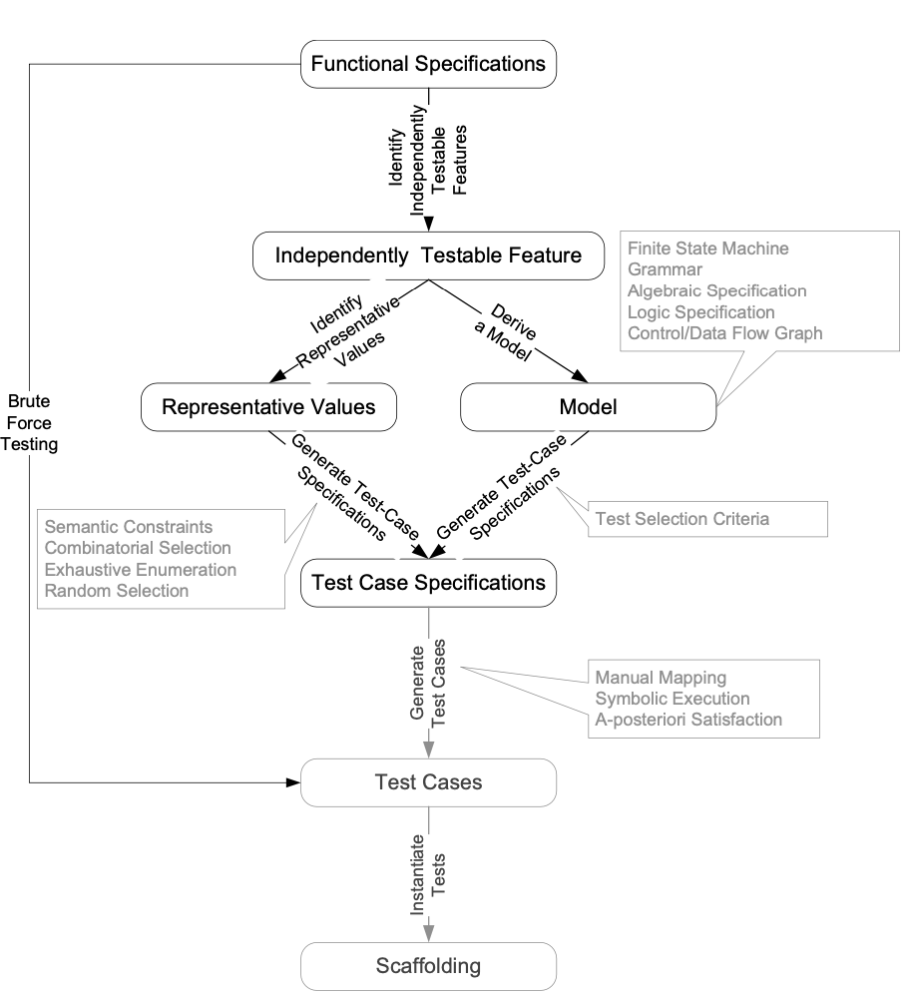 Functional Specifications
Identify
Independently
Testable
Features
Independently Testable Feature
Finite State Machine
Grammar
Algebraic Specification
Logic Specification
Control/Data Flow Graph
Identify
Representative
Values
Derive
a Model
Brute
Force
Testing
Representative Values
Model
Generate Test-Case
Specifications
Generate Test-Case
Specifications
Semantic Constraints
Combinatorial Selection
Exhaustive Enumeration
Random Selection
Test Selection Criteria
Test Case Specifications
Generate
Test Cases
Manual Mapping
Symbolic Execution
A-posteriori Satisfaction
Test Cases
Instantiate
Tests
Scaffolding